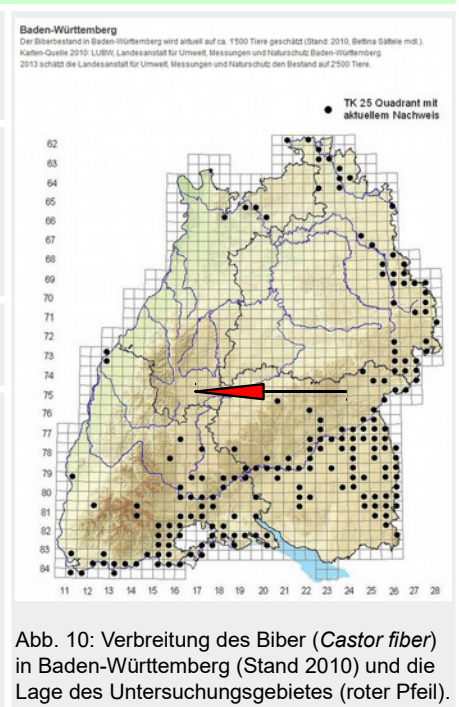 Baden-Württemberg
Der Biberbestand in Baden-Württemberg wird aktuell auf ca. 1'500 Tiere geschätzt (Stand: 2010, Bettina Sättele mdl.).
Karten-Quelle 2010: LUBW, Landesanstalt für Umwelt, Messungen und Naturschutz Baden-Württemberg.
2013 schätzt die Landesanstalt für Umwelt, Messungen und Naturschutz den Bestand auf 2'500 Tiere.
TK 25 Quadrant mit
aktuellem Nachweis
62
63
64
65
66
67
68
69
70
71
72
73
74
75
76
77
78
79
80
81
82
83
84
11 12 13 14 15 16 17 18 19 20 21 22 23 24 25 26 27 28
Abb. 10: Verbreitung des Biber (Castor fiber)
in Baden-Württemberg (Stand 2010) und die
Lage des Untersuchungsgebietes (roter Pfeil).